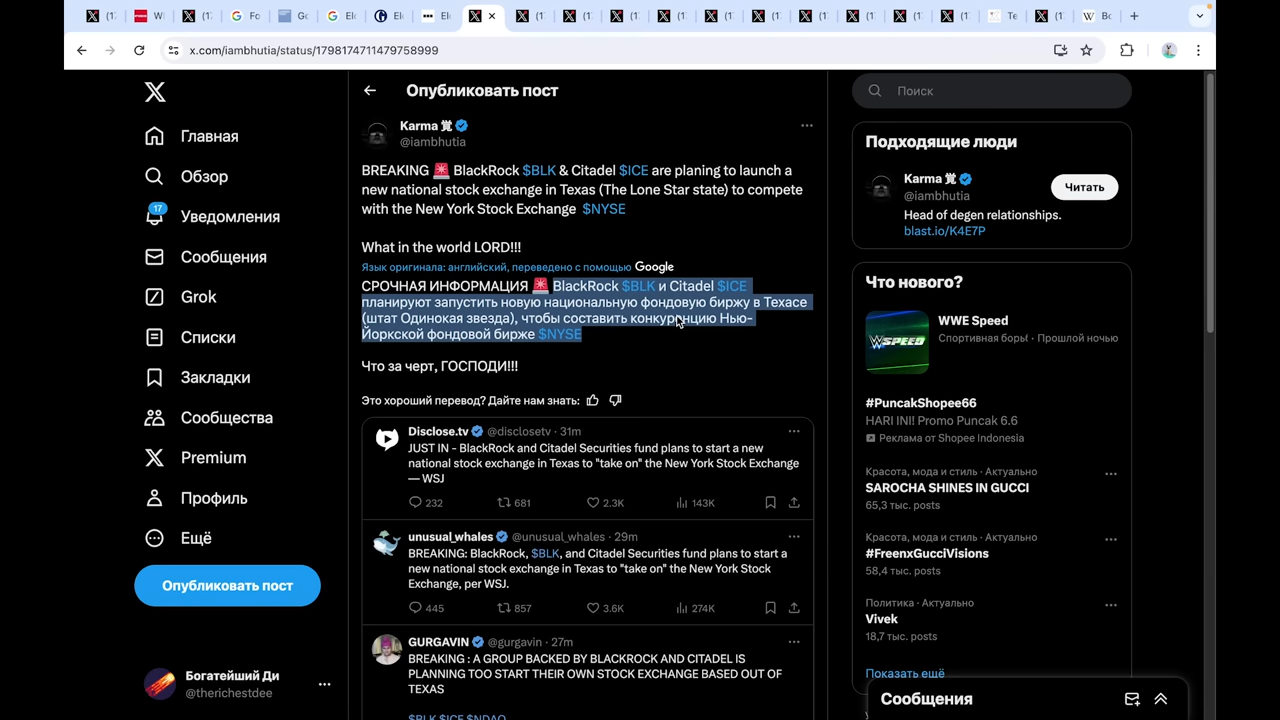 x.com/iambhutia/status/1798174711479758999
Главная
Обзор
17
Уведомления
Сообщения
Grok
Списки
Закладки
Сообщества
Premium
Профиль
Ещё
Опубликовать пост
Богатейший Ди
@therichestdee
Опубликовать пост
Karma 覚
@iambhutia
BREAKING 🚨 BlackRock $BLK & Citadel $ICE are planing to launch a
new national stock exchange in Texas (The Lone Star state) to compete
with the New York Stock Exchange $NYSE
What in the world LORD!!!
Язык оригинала: английский, переведено с помощью Google
СРОЧНАЯ ИНФОРМАЦИЯ 🚨 BlackRock $BLK и Citadel $ICE
планируют запустить новую национальную фондовую биржу в Техасе
(штат Одинокая звезда), чтобы составить конкуренцию Нью-
Йоркской фондовой бирже $NYSE
Что за черт, ГОСПОДИ!!!
Это хороший перевод? Дайте нам знать:
Disclose.tv @disclosetv · 31m
JUST IN - BlackRock and Citadel Securities fund plans to start a new
national stock exchange in Texas to "take on" the New York Stock Exchange
— WSJ
232 681 2.3K 143K
unusual_whales @unusual_whales · 29m
BREAKING: BlackRock, $BLK, and Citadel Securities fund plans to start a
new national stock exchange in Texas to "take on" the New York Stock
Exchange, per WSJ.
445 857 3.6K 274K
GURGAVIN @gurgavin · 27m
BREAKING : A GROUP BACKED BY BLACKROCK AND CITADEL IS
PLANNING TOO START THEIR OWN STOCK EXCHANGE BASED OUT OF
TEXAS
$BLK $ICE $NDAQ
Поиск
Подходящие люди
Karma 覚
@iambhutia
Читать
Head of degen relationships.
blast.io/K4E7P
Что нового?
WWE Speed
Спортивная борьб · Прошлой ночью
#PuncakShopee66
HARI INI! Promo Puncak 6.6
Реклама от Shopee Indonesia
Красота, мода и стиль · Актуально
SAROCHA SHINES IN GUCCI
65,3 тыс. posts
Красота, мода и стиль · Актуально
#FreenxGucciVisions
58,4 тыс. posts
Политика · Актуально
Vivek
18,7 тыс. posts
Показать ещё
Сообщения